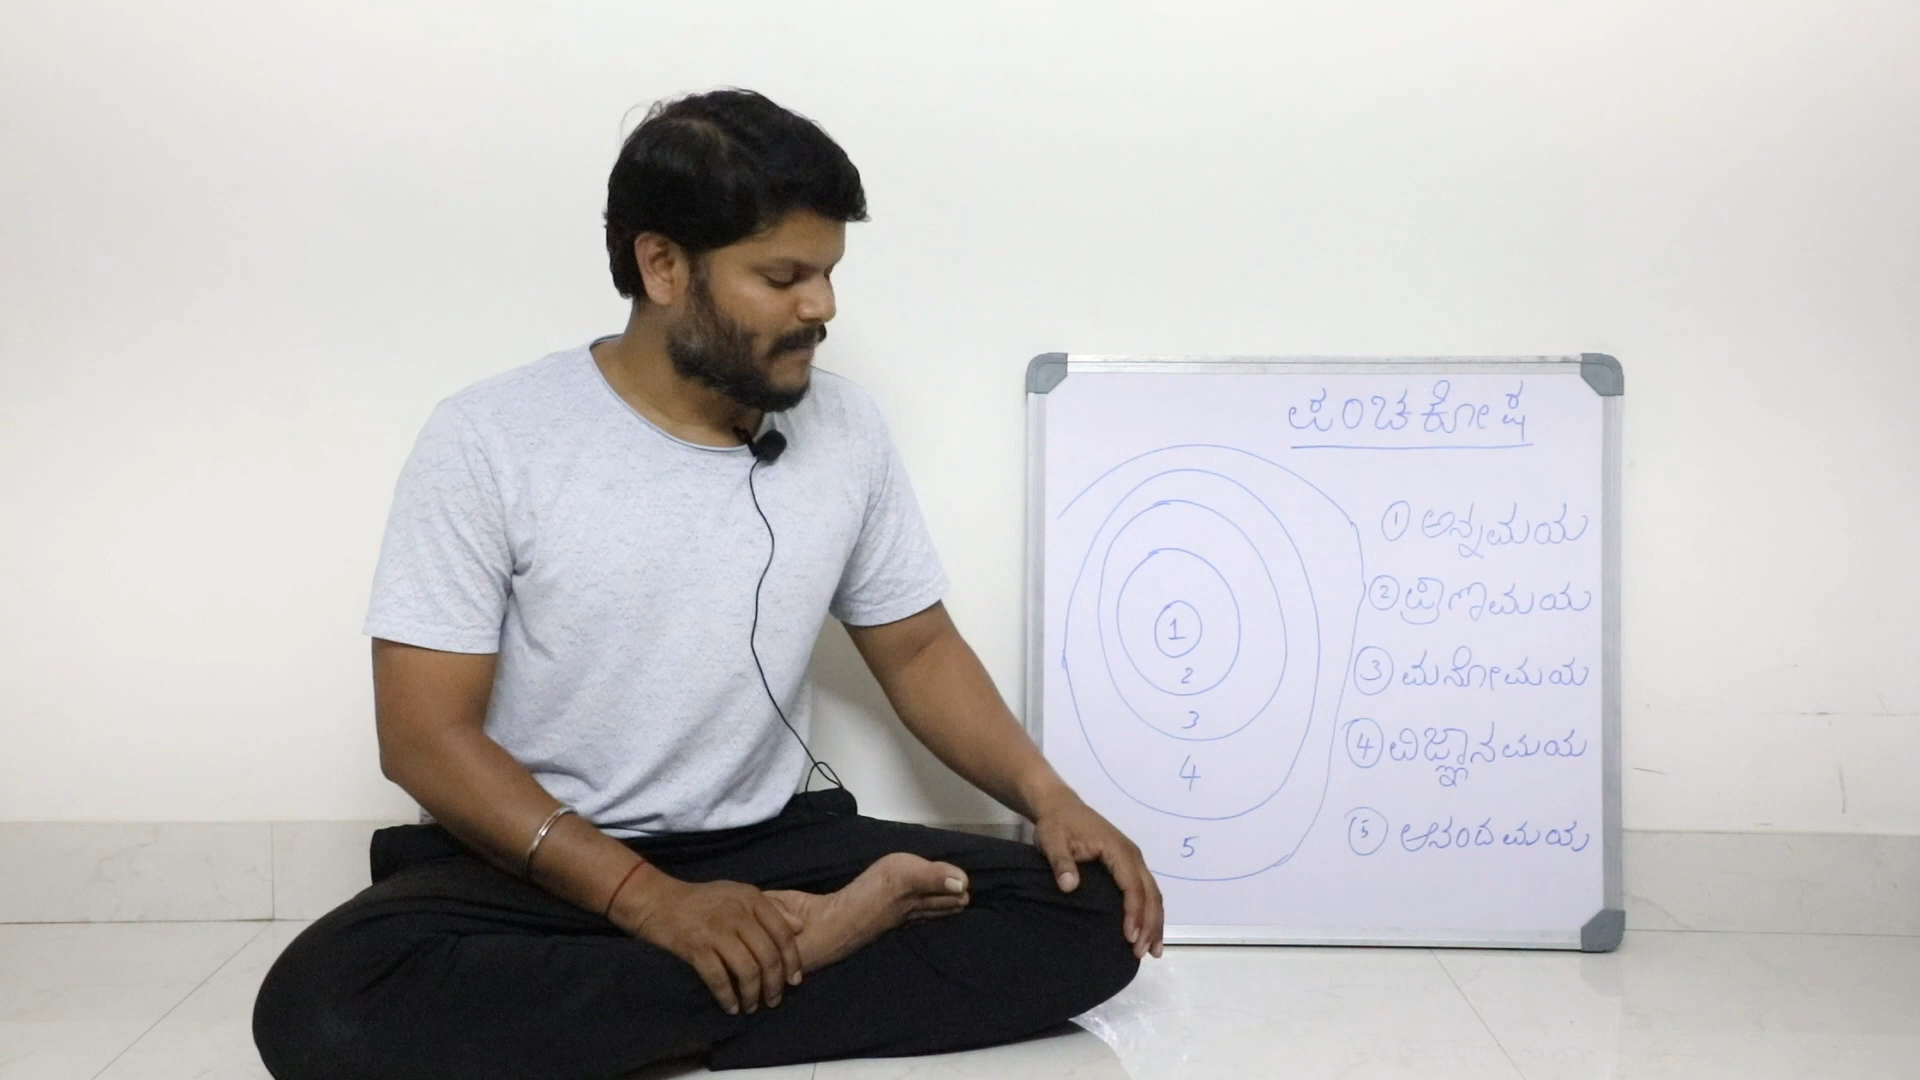 ಪಂಚಕೋಷ
1 ಅನ್ನಮಯ
2 ಪ್ರಾಣಮಯ
3 ಮನೋಮಯ
4 ವಿಜ್ಞಾನಮಯ
5 ಆನಂದಮಯ
1
2
3
4
5